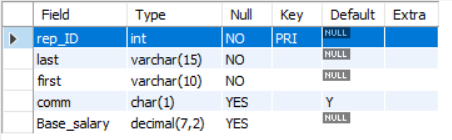 Field Type Null Key Default Extra
rep_ID int NO PRI NULL
last varchar(15) NO NULL
first varchar(10) NO NULL
comm char(1) YES Y
Base_salary decimal(7,2) YES NULL